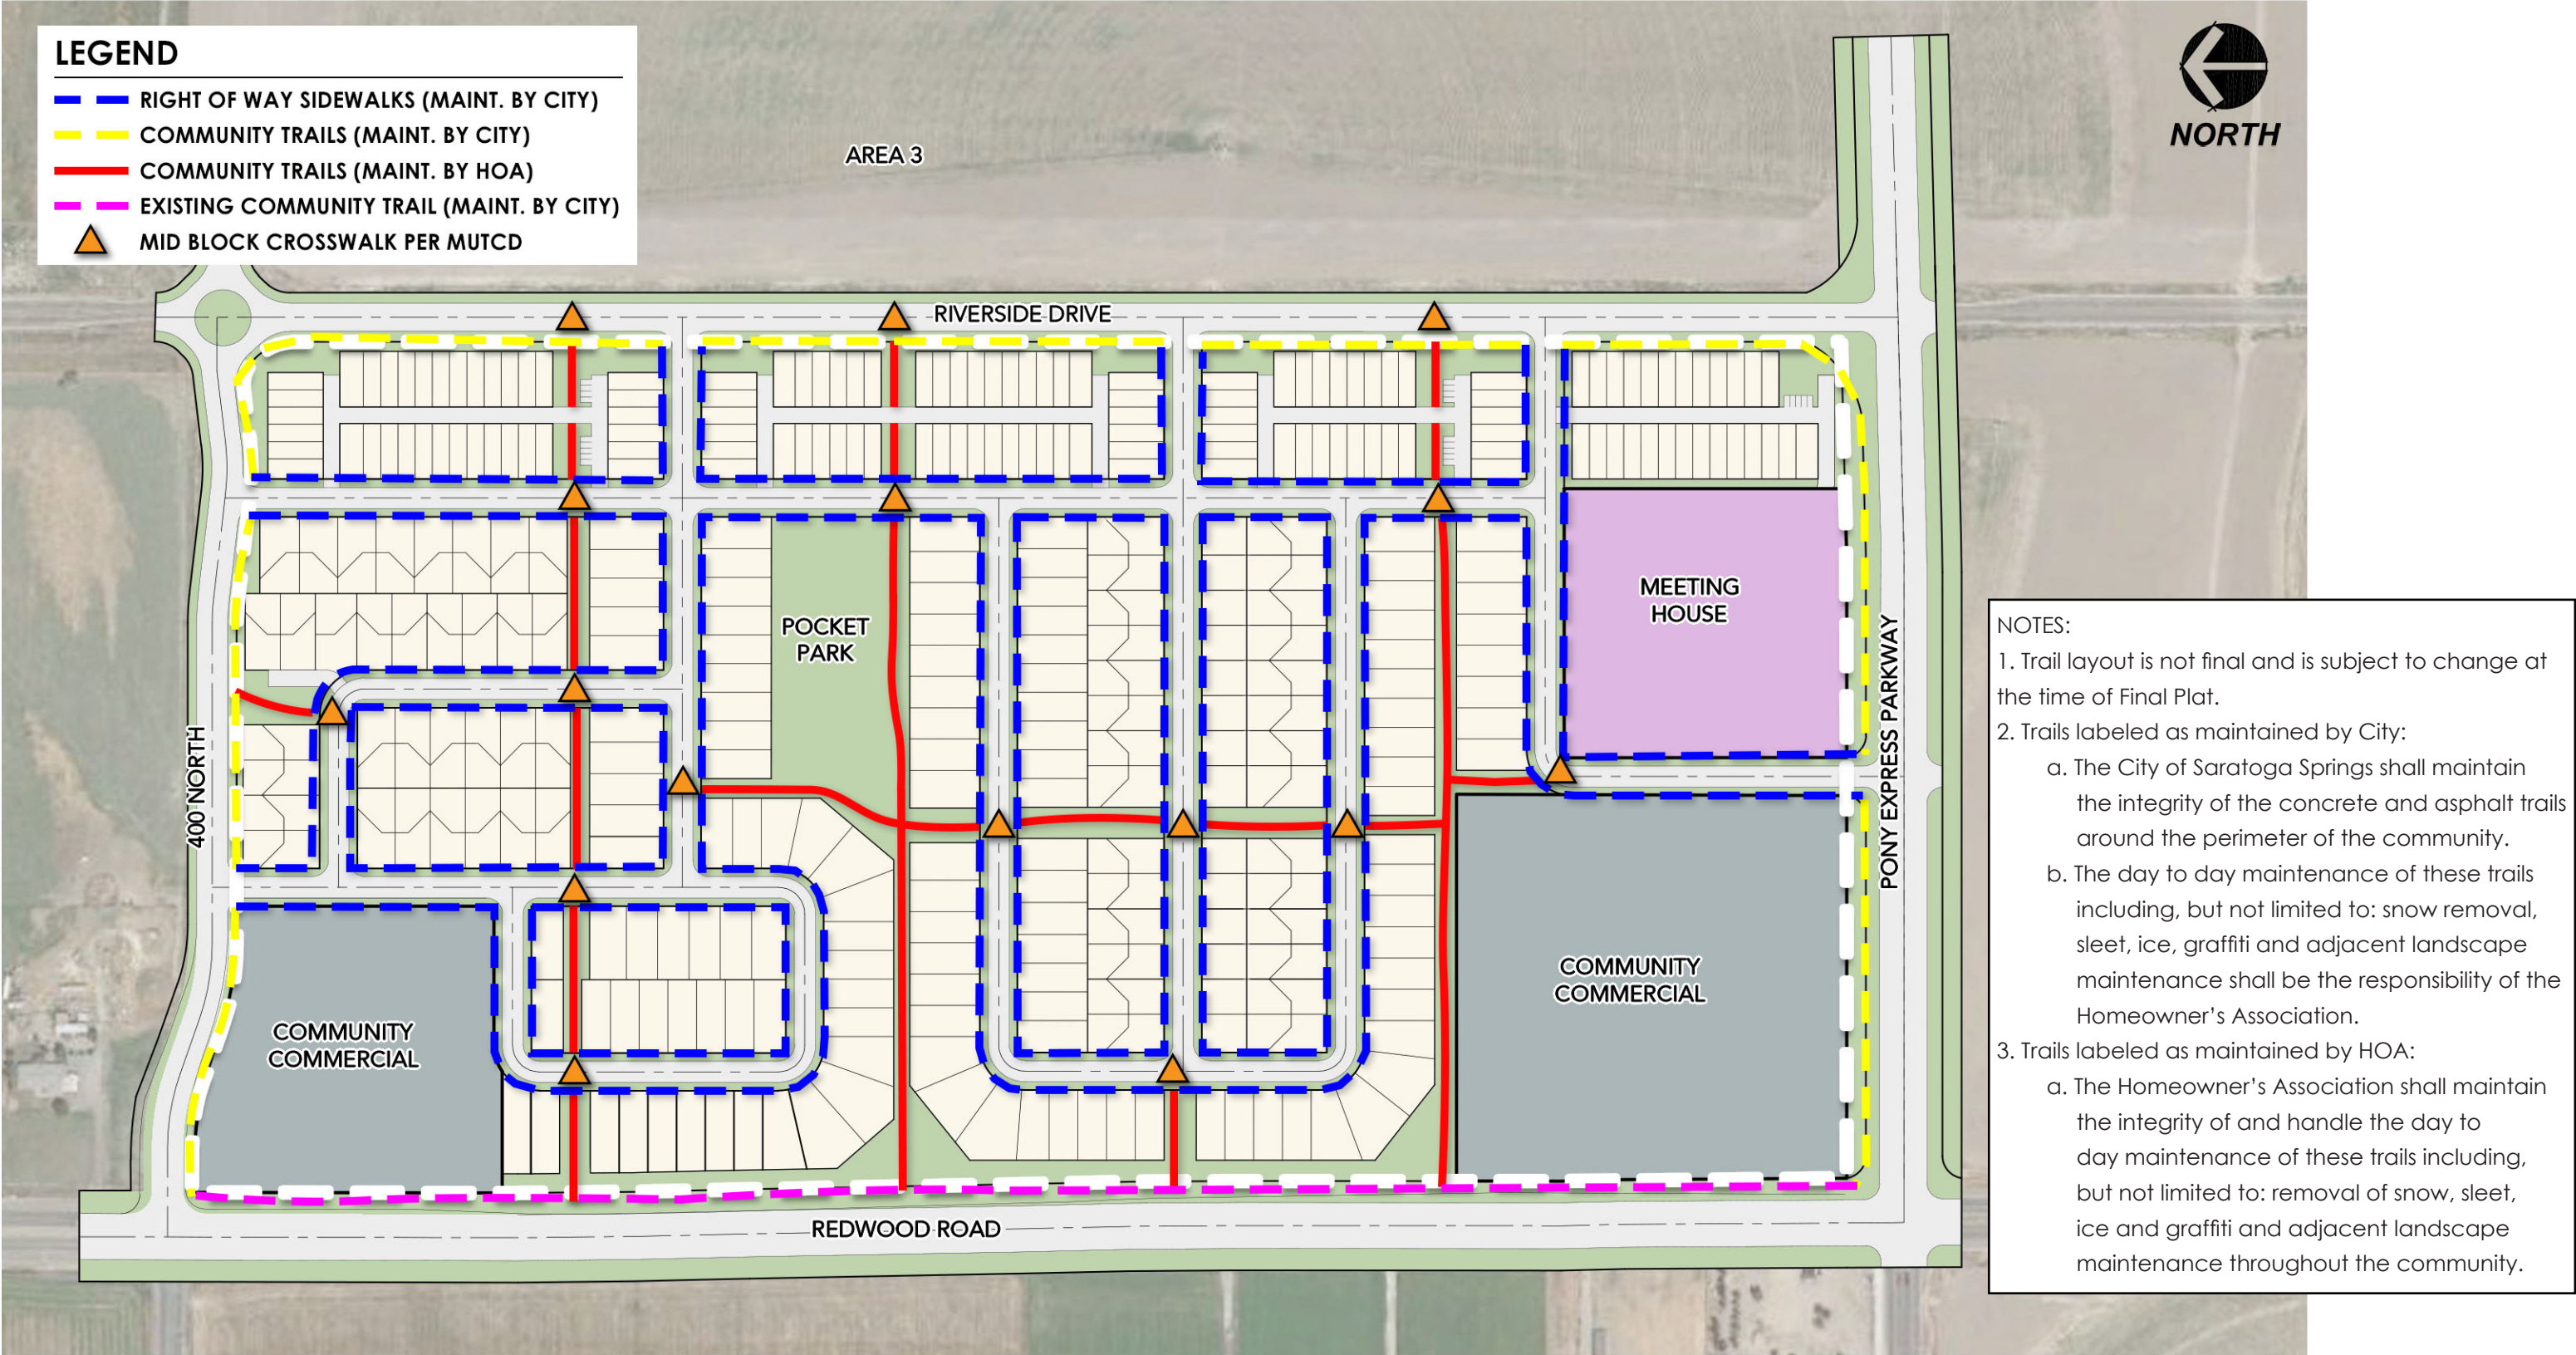 LEGEND
RIGHT OF WAY SIDEWALKS (MAINT. BY CITY)
COMMUNITY TRAILS (MAINT. BY CITY)
COMMUNITY TRAILS (MAINT. BY HOA)
EXISTING COMMUNITY TRAIL (MAINT. BY CITY)
MID BLOCK CROSSWALK PER MUTCD
AREA 3
NORTH
RIVERSIDE DRIVE
POCKET
PARK
MEETING
HOUSE
400 NORTH
PONY EXPRESS PARKWAY
COMMUNITY
COMMERCIAL
COMMUNITY
COMMERCIAL
REDWOOD ROAD
NOTES:
1. Trail layout is not final and is subject to change at
the time of Final Plat.
2. Trails labeled as maintained by City:
a. The City of Saratoga Springs shall maintain
the integrity of the concrete and asphalt trails
around the perimeter of the community.
b. The day to day maintenance of these trails
including, but not limited to: snow removal,
sleet, ice, graffiti and adjacent landscape
maintenance shall be the responsibility of the
Homeowner's Association.
3. Trails labeled as maintained by HOA:
a. The Homeowner's Association shall maintain
the integrity of and handle the day to
day maintenance of these trails including,
but not limited to: removal of snow, sleet,
ice and graffiti and adjacent landscape
maintenance throughout the community.